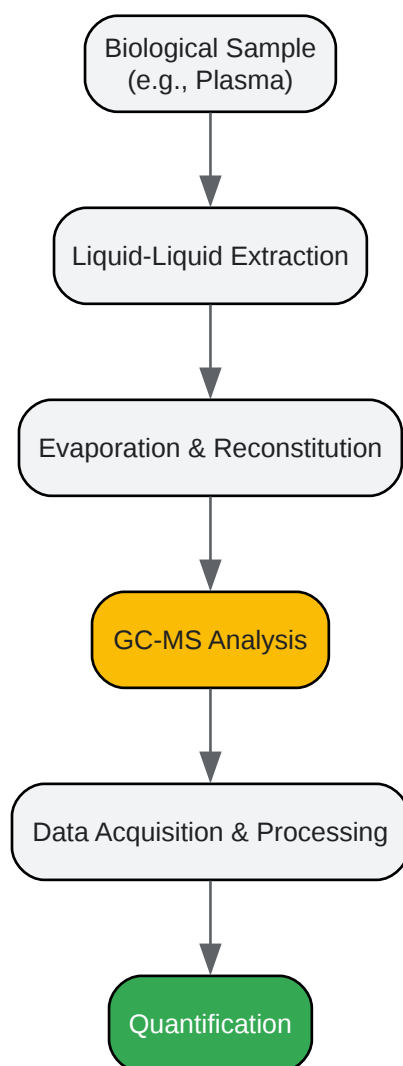 Biological Sample
(e.g., Plasma)
Liquid-Liquid Extraction
Evaporation & Reconstitution
GC-MS Analysis
Data Acquisition & Processing
Quantification